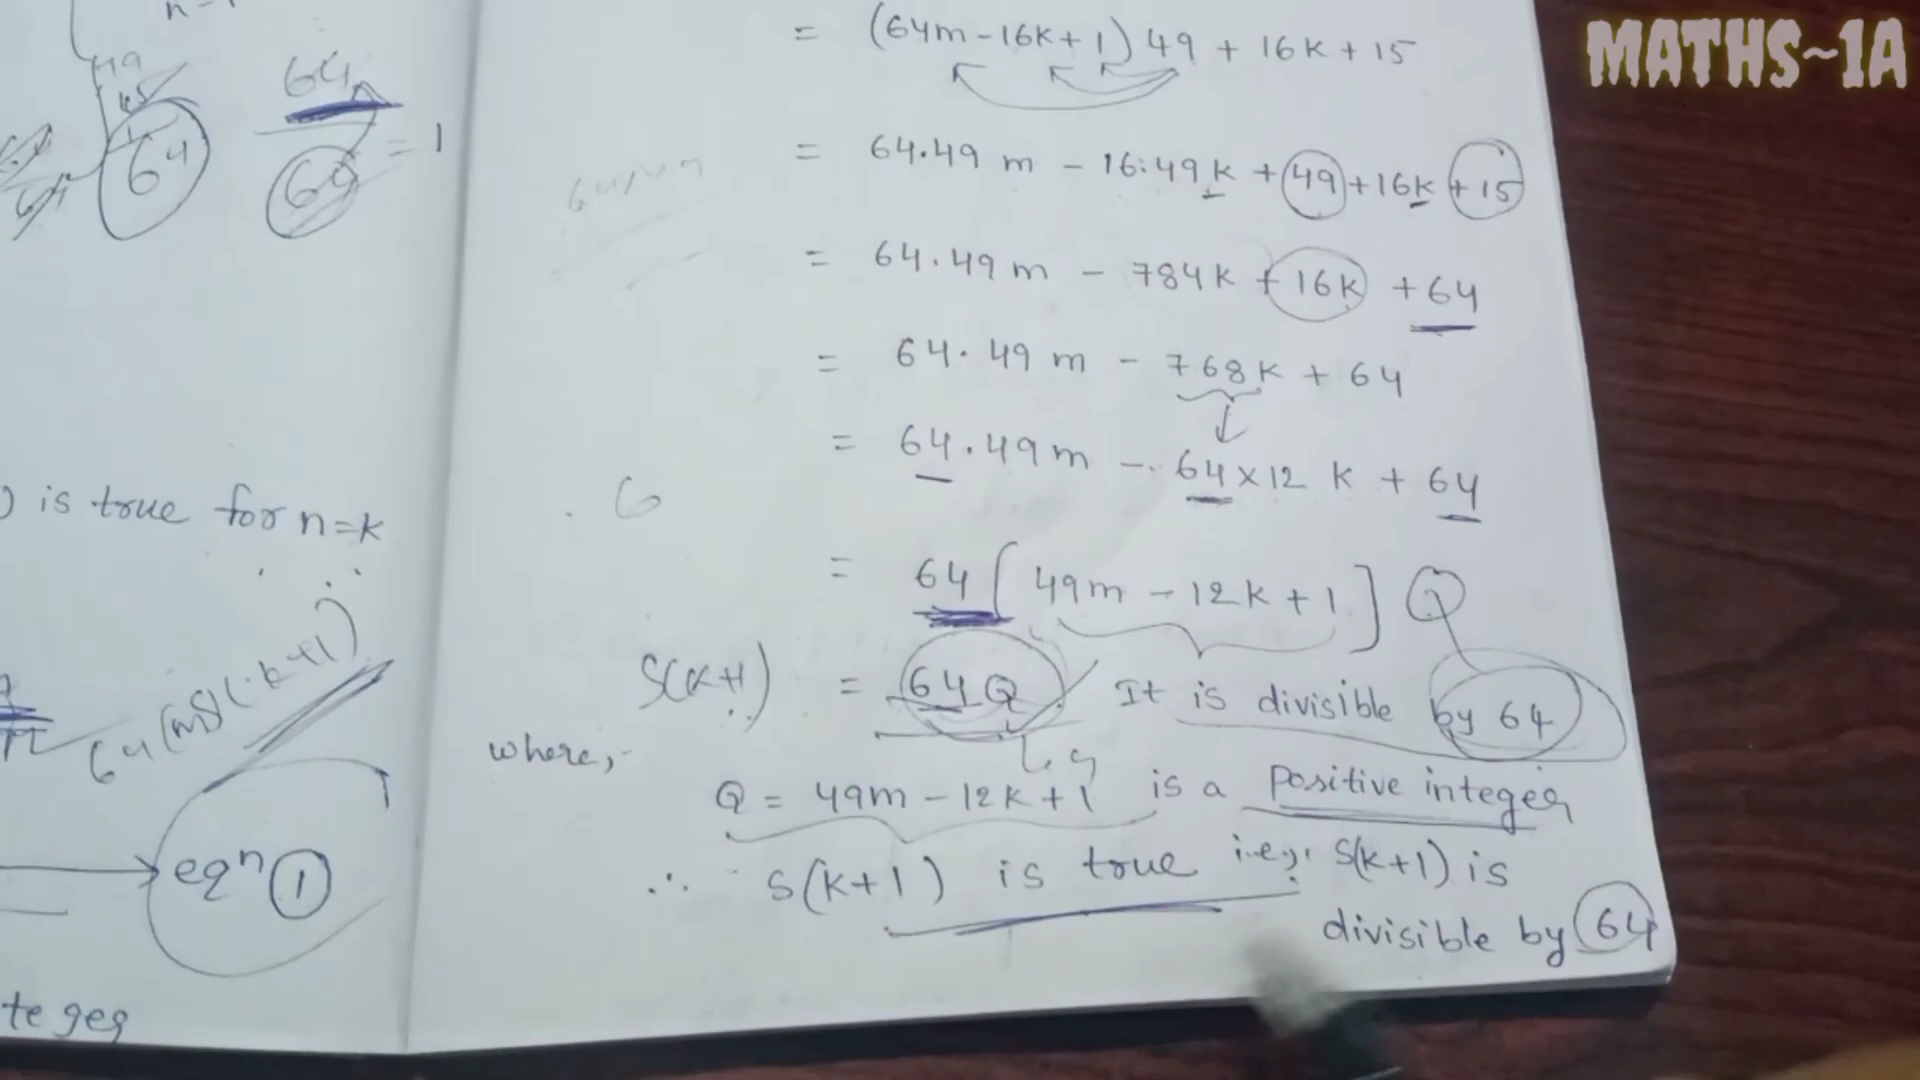 MATHS~1A
64
64
64
= 1
) is true for n=k
eqⁿ ①
teger
= (64m - 16k + 1) 49 + 16k + 15
= 64.49 m - 16.49 k + 49 + 16k + 15
= 64.49 m - 784k + 16k + 64
= 64.49 m - 768k + 64
= 64.49m - 64 x 12 k + 64
= 64 [ 49m - 12k + 1 ] Q
S(k+1) = 64Q It is divisible by 64
where,-
Q = 49m - 12k + 1 is a positive integer
∴ S(k+1) is true i.e., S(k+1) is
divisible by 64